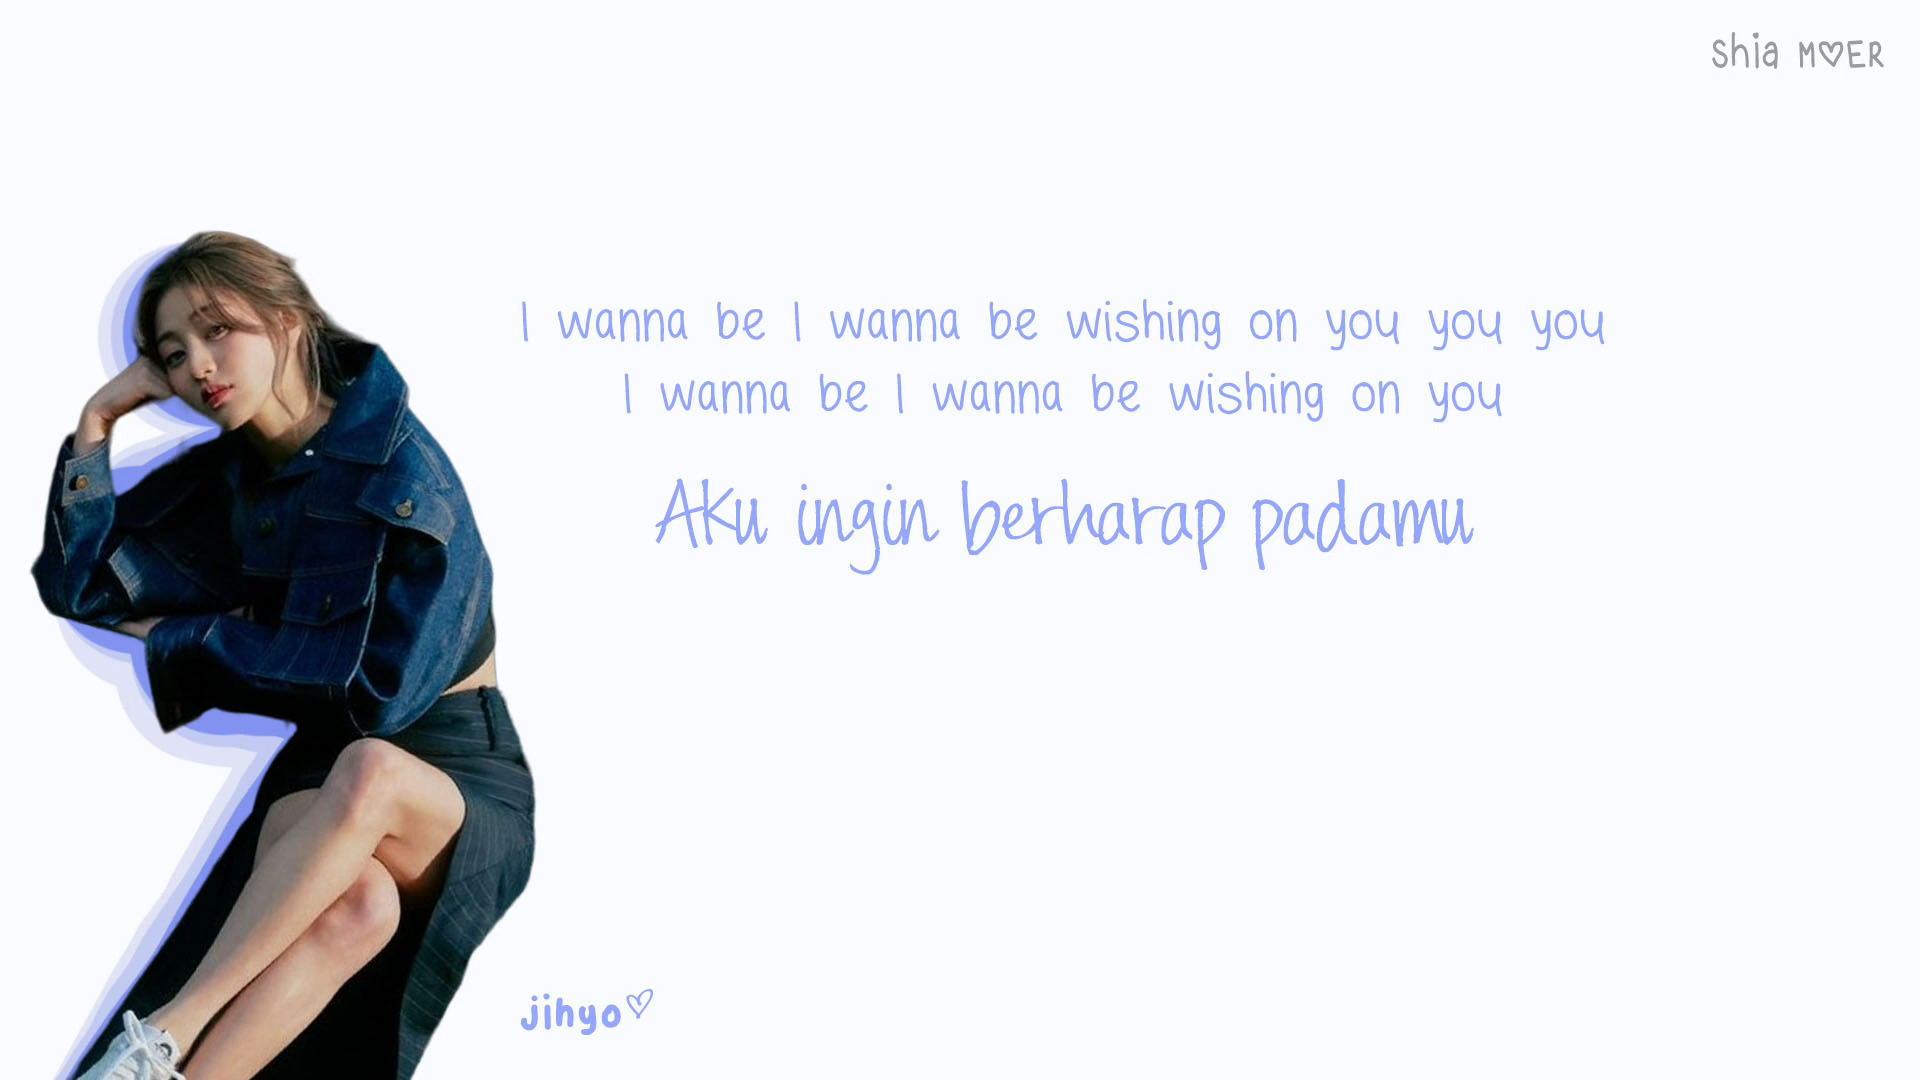 Shia M♡ER
I wanna be I wanna be wishing on you you you
I wanna be I wanna be wishing on you
Aku ingin berharap padamu
jihyo♡